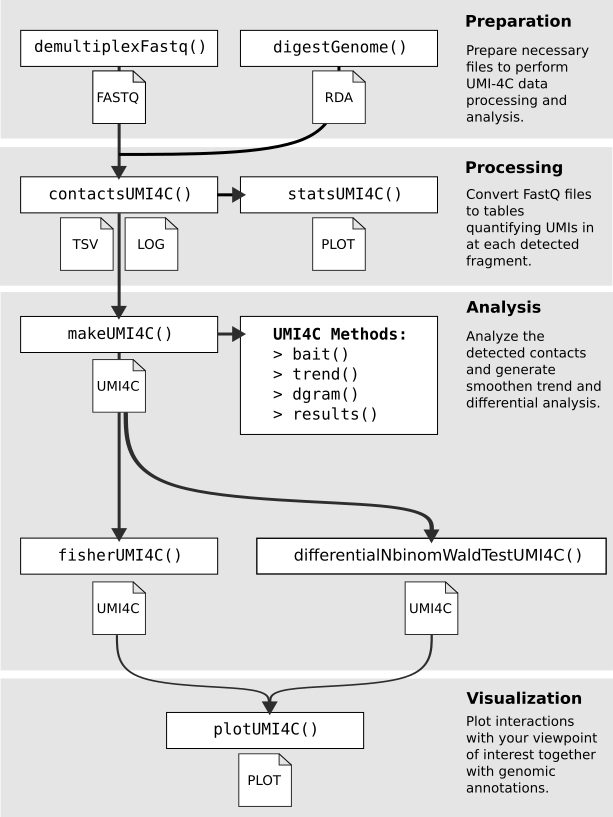 Preparation
demultiplexFastq()
digestGenome()
Prepare necessary
files to perform
UMI-4C data
processing and
analysis.
FASTQ
RDA
Processing
contactsUMI4C()
statsUMI4C()
Convert FastQ files
to tables
quantifying UMIs in
at each detected
fragment.
TSV
LOG
PLOT
Analysis
makeUMI4C()
UMI4C Methods:
> bait()
> trend()
> dgram()
> results()
Analyze the
detected contacts
and generate
smoothen trend and
differential analysis.
UMI4C
fisherUMI4C()
differentialNbinomWaldTestUMI4C()
UMI4C
UMI4C
Visualization
plotUMI4C()
Plot interactions
with your viewpoint
of interest together
with genomic
annotations.
PLOT